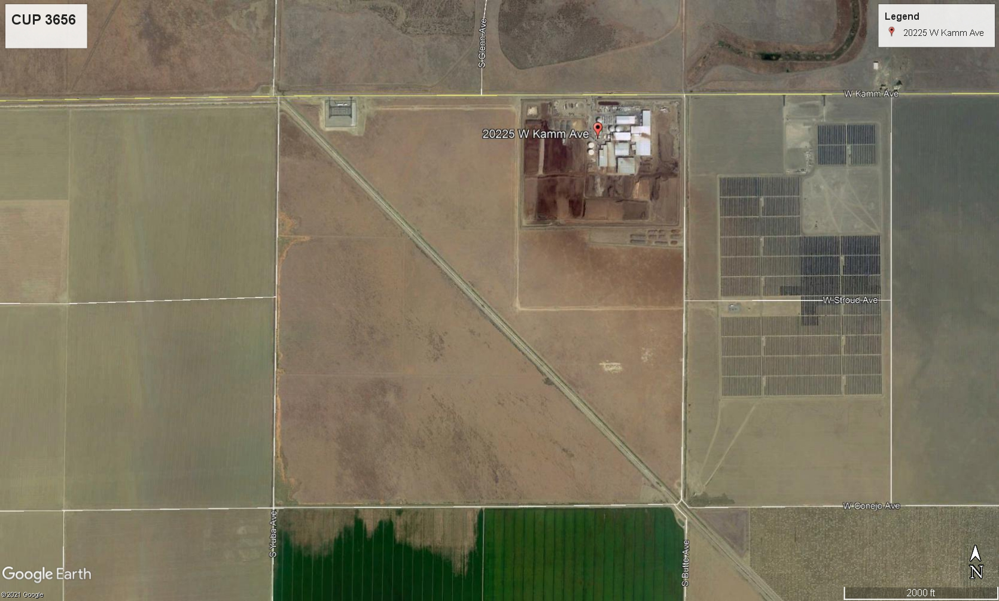 CUP 3656
Legend
20225 W Kamm Ave
S Glenn Ave
W Kamm Ave
20225 W Kamm Ave
W Stroud Ave
W Conejo Ave
S Yuba Ave
S Butte Ave
N
Google Earth
©2021 Google
2000 ft